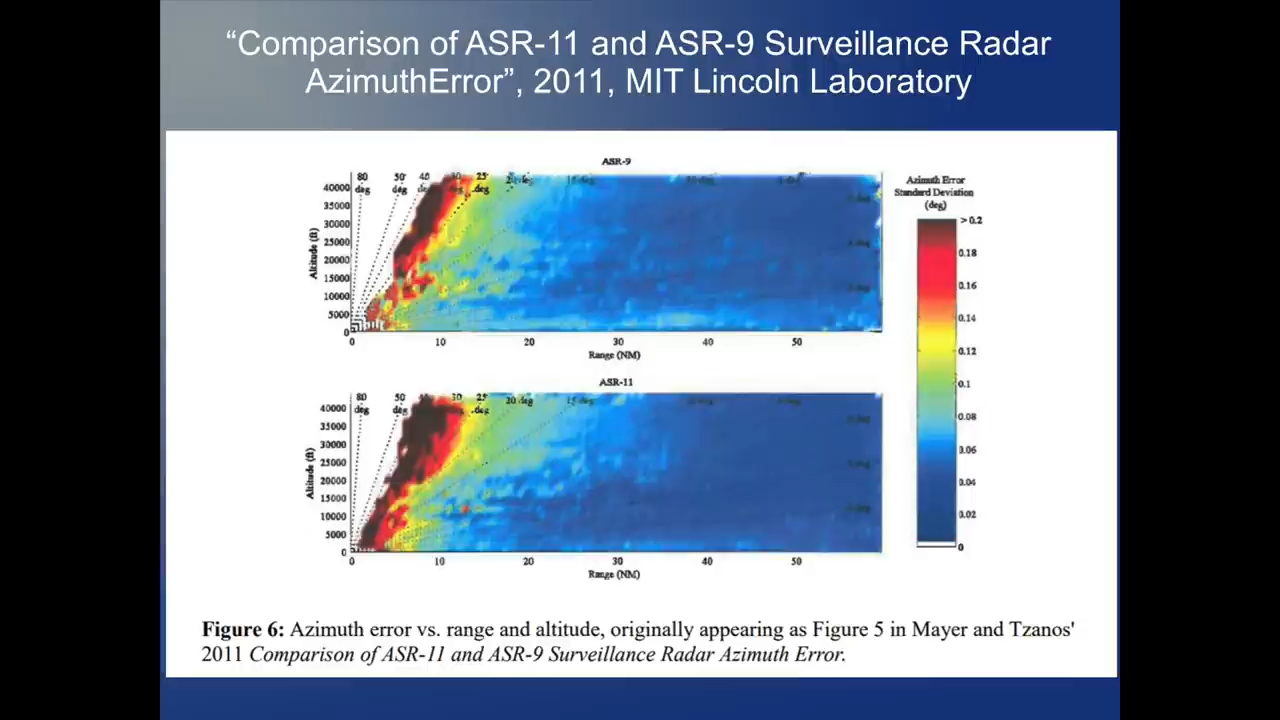 “Comparison of ASR-11 and ASR-9 Surveillance Radar
AzimuthError”, 2011, MIT Lincoln Laboratory
ASR-9
80 deg 50 deg 40 30 25 .deg
Altitude (ft)
40000
35000
30000
25000
20000
15000
10000
5000
0
0 10 20 30 40 50
Range (NM)
Azimuth Error
Standard Deviation
(deg)
> 0.2
0.18
0.16
0.14
0.12
0.1
0.08
0.06
0.04
0.02
0
ASR-11
80 deg 50 deg 30 25 .deg 20 deg 15 deg
Altitude (ft)
40000
35000
30000
25000
20000
15000
10000
5000
0
0 10 20 30 40 50
Range (NM)
Figure 6: Azimuth error vs. range and altitude, originally appearing as Figure 5 in Mayer and Tzanos'
2011 Comparison of ASR-11 and ASR-9 Surveillance Radar Azimuth Error.